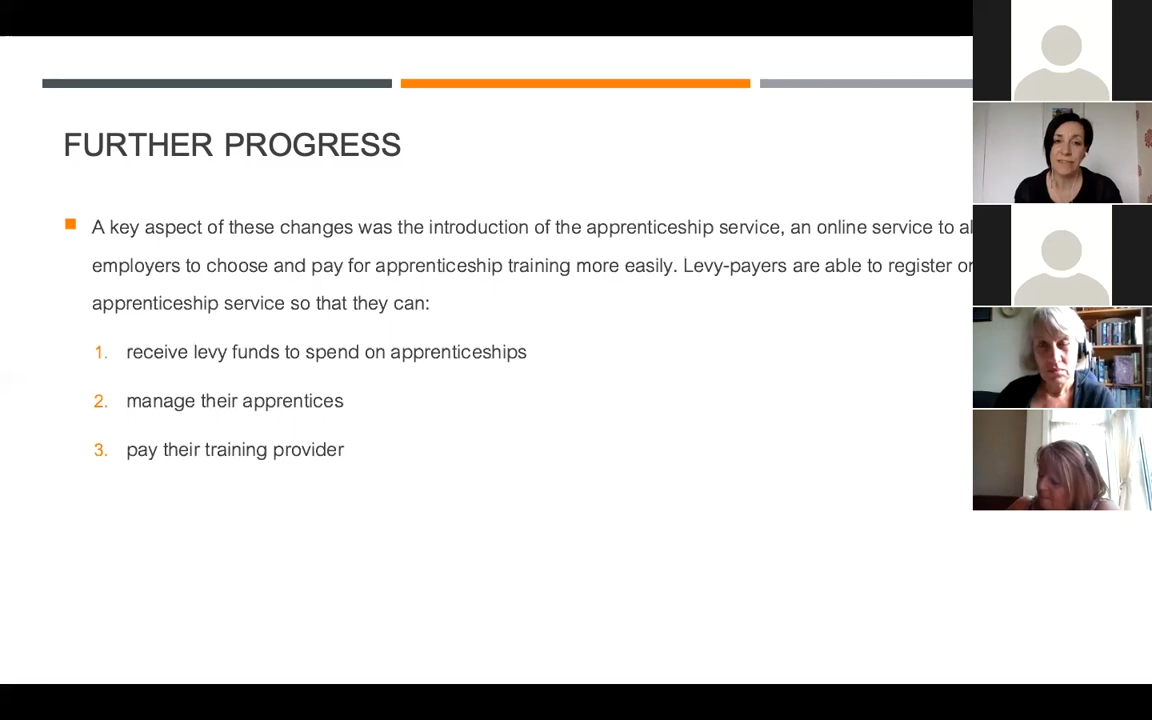 FURTHER PROGRESS
A key aspect of these changes was the introduction of the apprenticeship service, an online service to
employers to choose and pay for apprenticeship training more easily. Levy-payers are able to register
apprenticeship service so that they can:
1. receive levy funds to spend on apprenticeships
2. manage their apprentices
3. pay their training provider